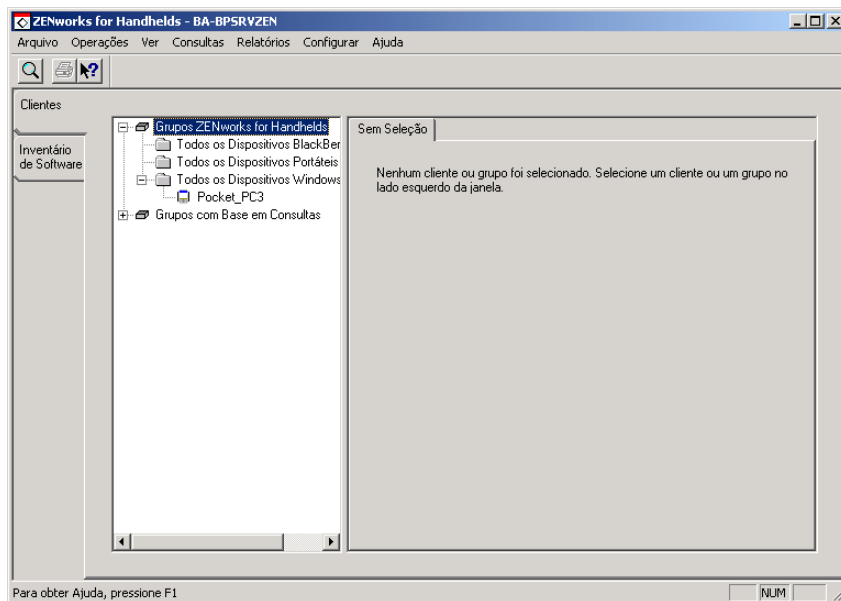 ZENworks for Handhelds - BA-BPSRVZEN
Arquivo Operações Ver Consultas Relatórios Configurar Ajuda
Clientes
Inventário
de Software
Grupos ZENworks for Handhelds
Todos os Dispositivos BlackBer
Todos os Dispositivos Portáteis
Todos os Dispositivos Windows
Pocket_PC3
Grupos com Base em Consultas
Sem Seleção
Nenhum cliente ou grupo foi selecionado. Selecione um cliente ou um grupo no
lado esquerdo da janela.
Para obter Ajuda, pressione F1
NUM